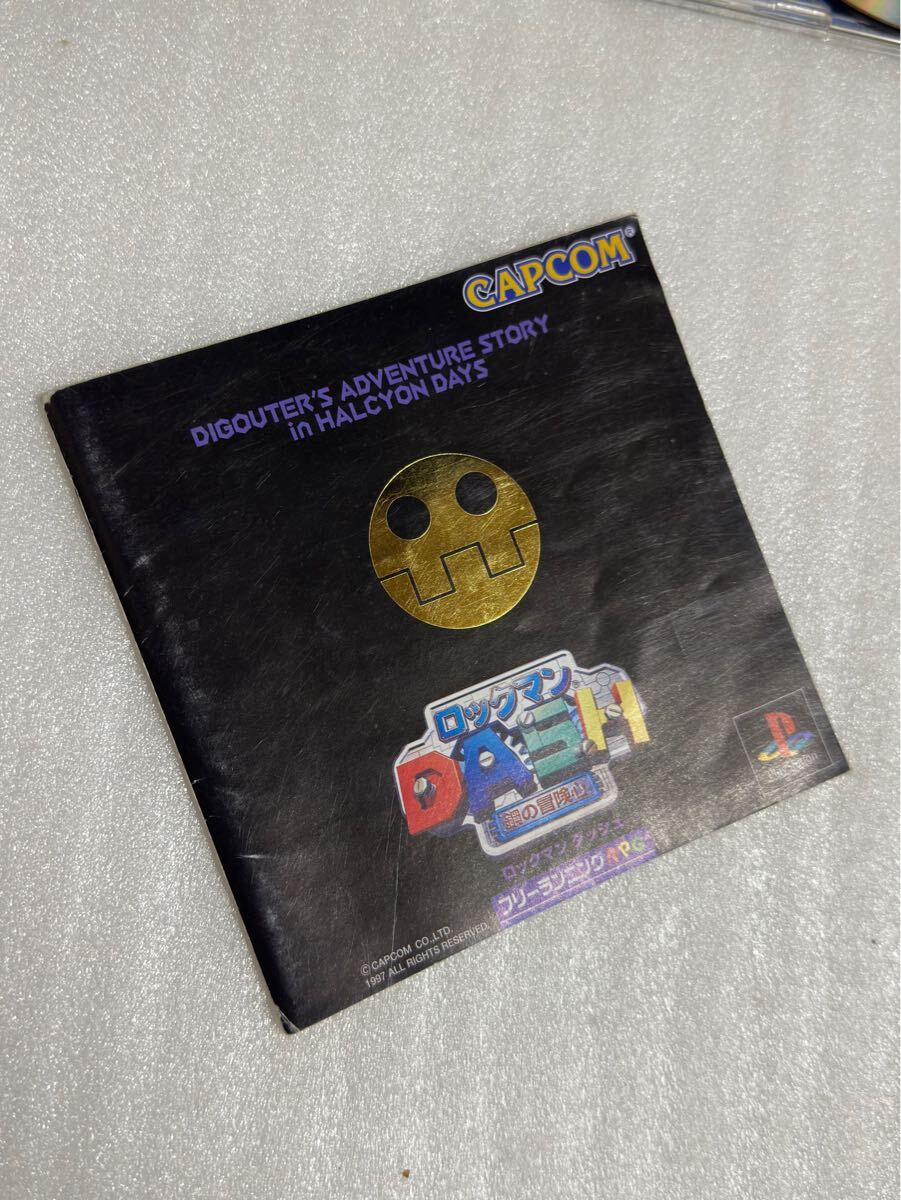 CAPCOM®
DIGOUTER'S ADVENTURE STORY
in HALCYON DAYS
ロックマン
DASH
鋼の冒険心
ロックマン ダッシュ
フリーランニングRPG
©CAPCOM CO.,LTD.
1997 ALL RIGHTS RESERVED.